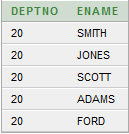 DEPTNO ENAME
20 SMITH
20 JONES
20 SCOTT
20 ADAMS
20 FORD